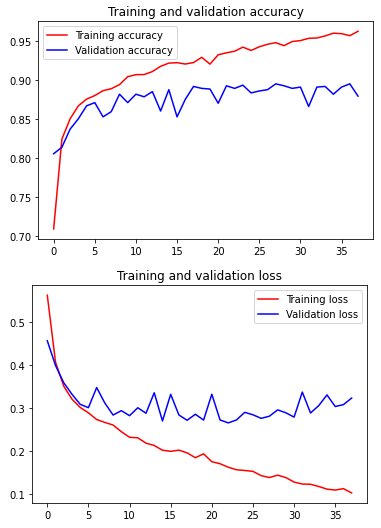 Training and validation accuracy
Training accuracy
Validation accuracy
0.95
0.90
0.85
0.80
0.75
0.70
0 5 10 15 20 25 30 35
Training and validation loss
Training loss
Validation loss
0.5
0.4
0.3
0.2
0.1
0 5 10 15 20 25 30 35